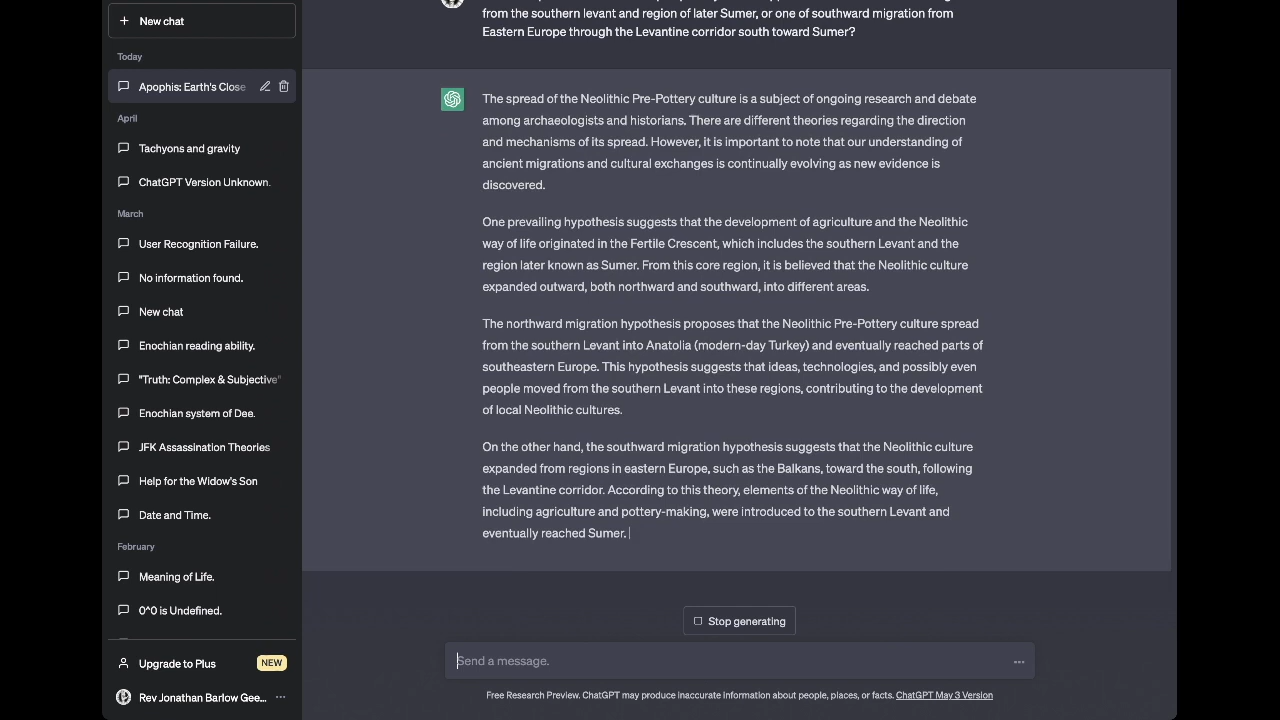 New chat
Today
Apophis: Earth's Close
April
Tachyons and gravity
ChatGPT Version Unknown.
March
User Recognition Failure.
No information found.
New chat
Enochian reading ability.
"Truth: Complex & Subjective"
Enochian system of Dee.
JFK Assassination Theories
Help for the Widow's Son
Date and Time.
February
Meaning of Life.
0^0 is Undefined.
Upgrade to Plus
NEW
Rev Jonathan Barlow Gee...
from the southern levant and region of later Sumer, or one of southward migration from
Eastern Europe through the Levantine corridor south toward Sumer?
The spread of the Neolithic Pre-Pottery culture is a subject of ongoing research and debate
among archaeologists and historians. There are different theories regarding the direction
and mechanisms of its spread. However, it is important to note that our understanding of
ancient migrations and cultural exchanges is continually evolving as new evidence is
discovered.
One prevailing hypothesis suggests that the development of agriculture and the Neolithic
way of life originated in the Fertile Crescent, which includes the southern Levant and the
region later known as Sumer. From this core region, it is believed that the Neolithic culture
expanded outward, both northward and southward, into different areas.
The northward migration hypothesis proposes that the Neolithic Pre-Pottery culture spread
from the southern Levant into Anatolia (modern-day Turkey) and eventually reached parts of
southeastern Europe. This hypothesis suggests that ideas, technologies, and possibly even
people moved from the southern Levant into these regions, contributing to the development
of local Neolithic cultures.
On the other hand, the southward migration hypothesis suggests that the Neolithic culture
expanded from regions in eastern Europe, such as the Balkans, toward the south, following
the Levantine corridor. According to this theory, elements of the Neolithic way of life,
including agriculture and pottery-making, were introduced to the southern Levant and
eventually reached Sumer.
Stop generating
Send a message.
Free Research Preview. ChatGPT may produce inaccurate information about people, places, or facts. ChatGPT May 3 Version